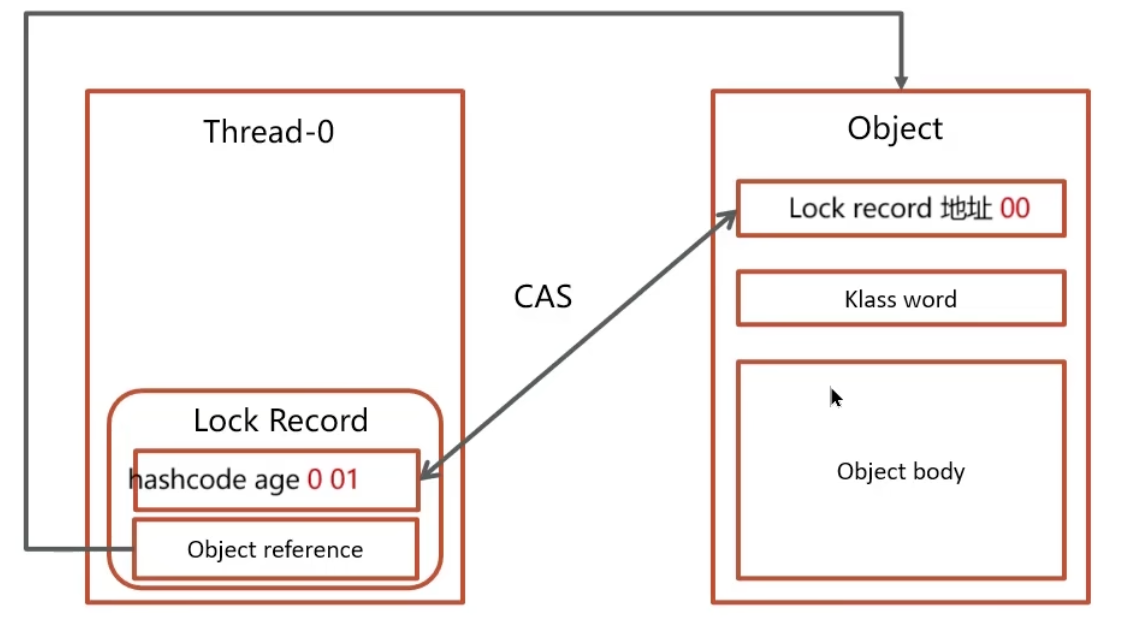 Thread-0
Lock Record
hashcode age 0 01
Object reference
CAS
Object
Lock record 地址 00
Klass word
Object body